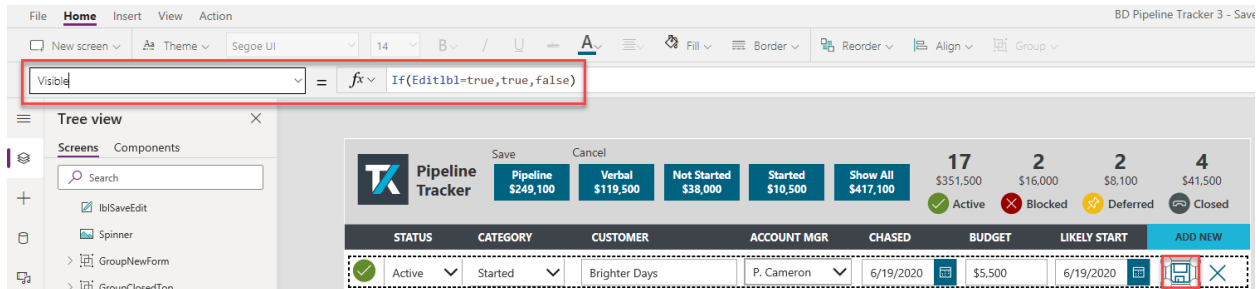 File Home Insert View Action BD Pipeline Tracker 3 - Save
New screen Theme Segoe UI 14 B / U A Fill Border Reorder Align Group
Visible = fx If(Editlbl=true,true,false)
Tree view
Screens Components
Search
lblSaveEdit
Spinner
GroupNewForm
GroupClosedTop
Save Cancel
TX Pipeline Tracker
Pipeline $249,100
Verbal $119,500
Not Started $38,000
Started $10,500
Show All $417,100
17 2 2 4
$351,500 $16,000 $8,100 $41,500
Active Blocked Deferred Closed
STATUS CATEGORY CUSTOMER ACCOUNT MGR CHASED BUDGET LIKELY START ADD NEW
Active Started Brighter Days P. Cameron 6/19/2020 $5,500 6/19/2020